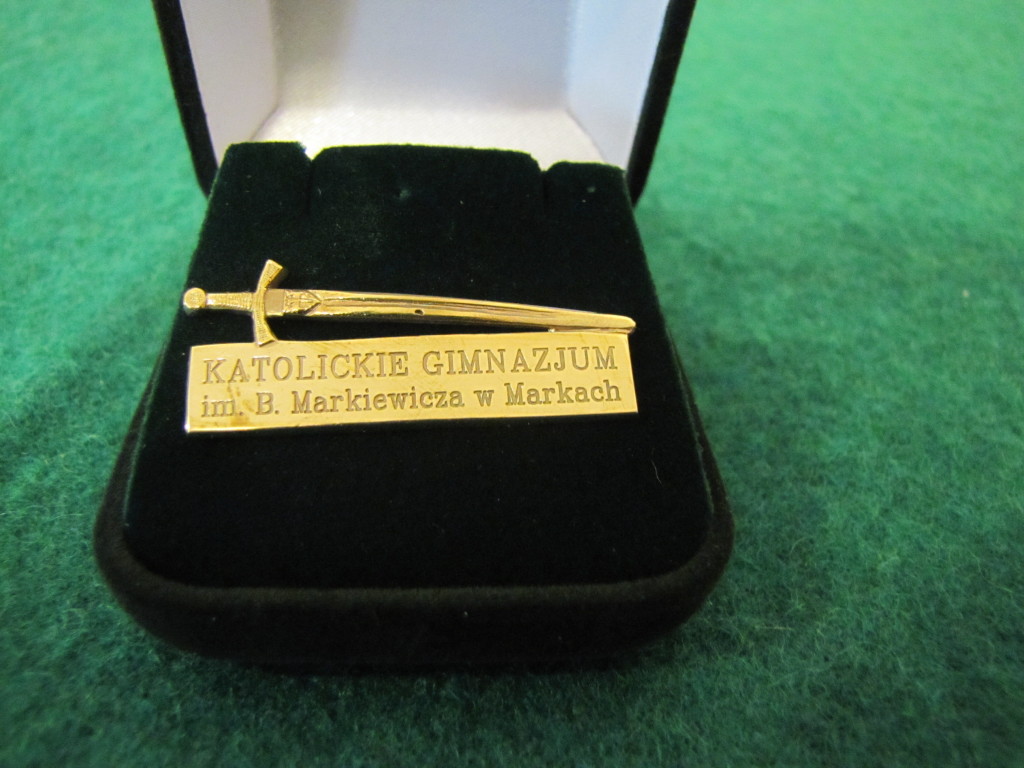 KATOLICKIE GIMNAZJUM
im. B. Markiewicza w Markach